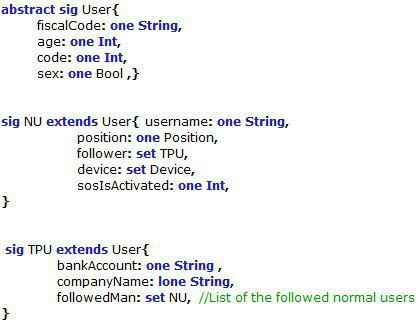 abstract sig User{
fiscalCode: one String,
age: one Int,
code: one Int,
sex: one Bool ,}
sig NU extends User{ username: one String,
position: one Position,
follower: set TPU,
device: set Device,
sosIsActivated: one Int,
}
sig TPU extends User{
bankAccount: one String ,
companyName: lone String,
followedMan: set NU, //List of the followed normal users
}